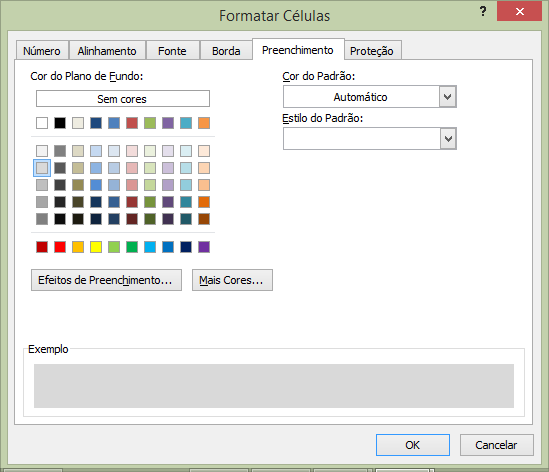 Formatar Células
?
Número Alinhamento Fonte Borda Preenchimento Proteção
Cor do Plano de Fundo:
Sem cores
Cor do Padrão:
Automático
Estilo do Padrão:
Efeitos de Preenchimento... Mais Cores...
Exemplo
OK Cancelar